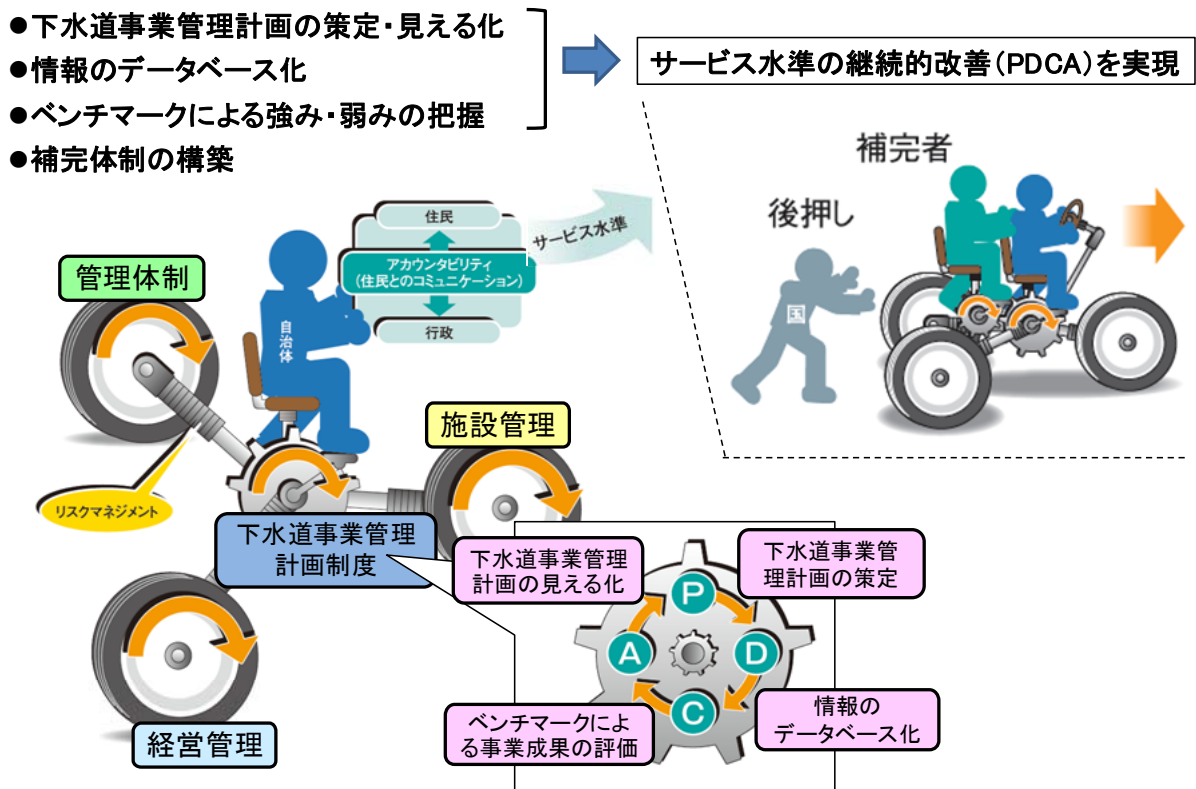 ●下水道事業管理計画の策定・見える化
●情報のデータベース化
●ベンチマークによる強み・弱みの把握
●補完体制の構築
サービス水準の継続的改善(PDCA)を実現
補完者
後押し
国
住民
アカウンタビリティ
(住民とのコミュニケーション)
行政
サービス水準
管理体制
自治体
施設管理
リスクマネジメント
下水道事業管理
計画制度
経営管理
下水道事業管理
計画の見える化
下水道事業管
理計画の策定
P
D
C
A
ベンチマークによ
る事業成果の評価
情報の
データベース化